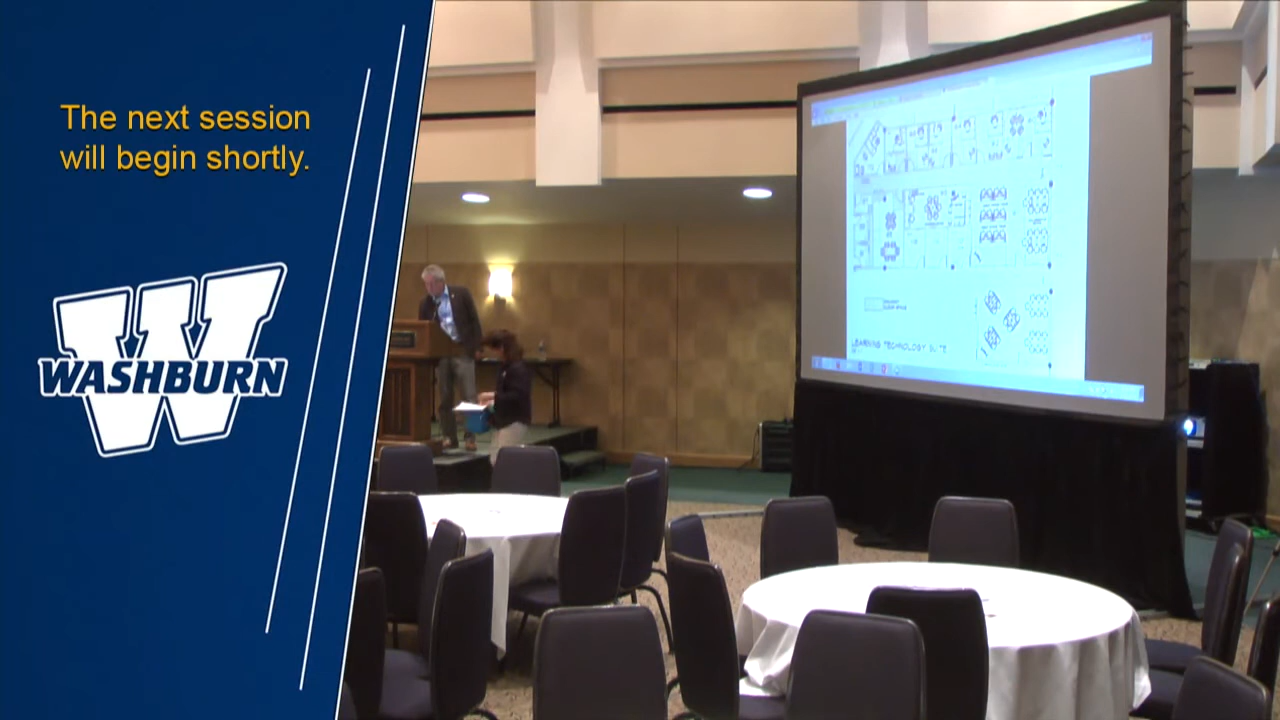 The next session
will begin shortly.
WASHBURN
LEARNING TECHNOLOGY SUITE